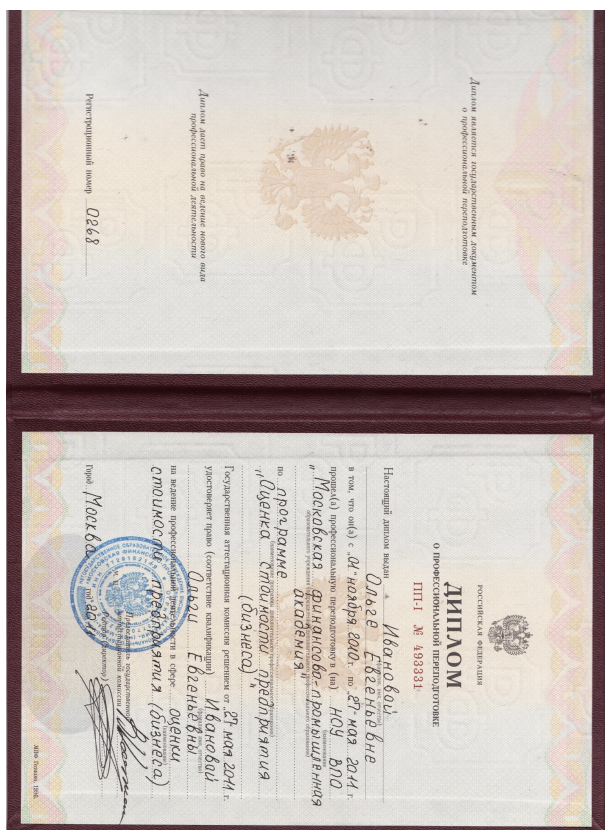 Диплом является государственным документом
о профессиональной переподготовке
Диплом дает право на ведение нового вида
профессиональной деятельности
Регистрационный номер 0268
РОССИЙСКАЯ ФЕДЕРАЦИЯ
ДИПЛОМ
О ПРОФЕССИОНАЛЬНОЙ ПЕРЕПОДГОТОВКЕ
ПП-I № 493331
Настоящий диплом выдан Ивановой
Ольге Евгеньевне
в том, что он(а) с „01" ноября 2010 г. по „27" мая 2011 г.
прошел(а) профессиональную переподготовку в (на) НОУ ВПО
„Московская финансово-промышленная
академия"
по программе
„Оценка стоимости предприятия
(бизнеса)"
Государственная аттестационная комиссия решением от „27" мая 2011 г.
удостоверяет право (соответствие квалификации) Ивановой
Ольги Евгеньевны
на ведение профессиональной деятельности в сфере оценки
стоимости предприятия (бизнеса)
Город Москва год 2011